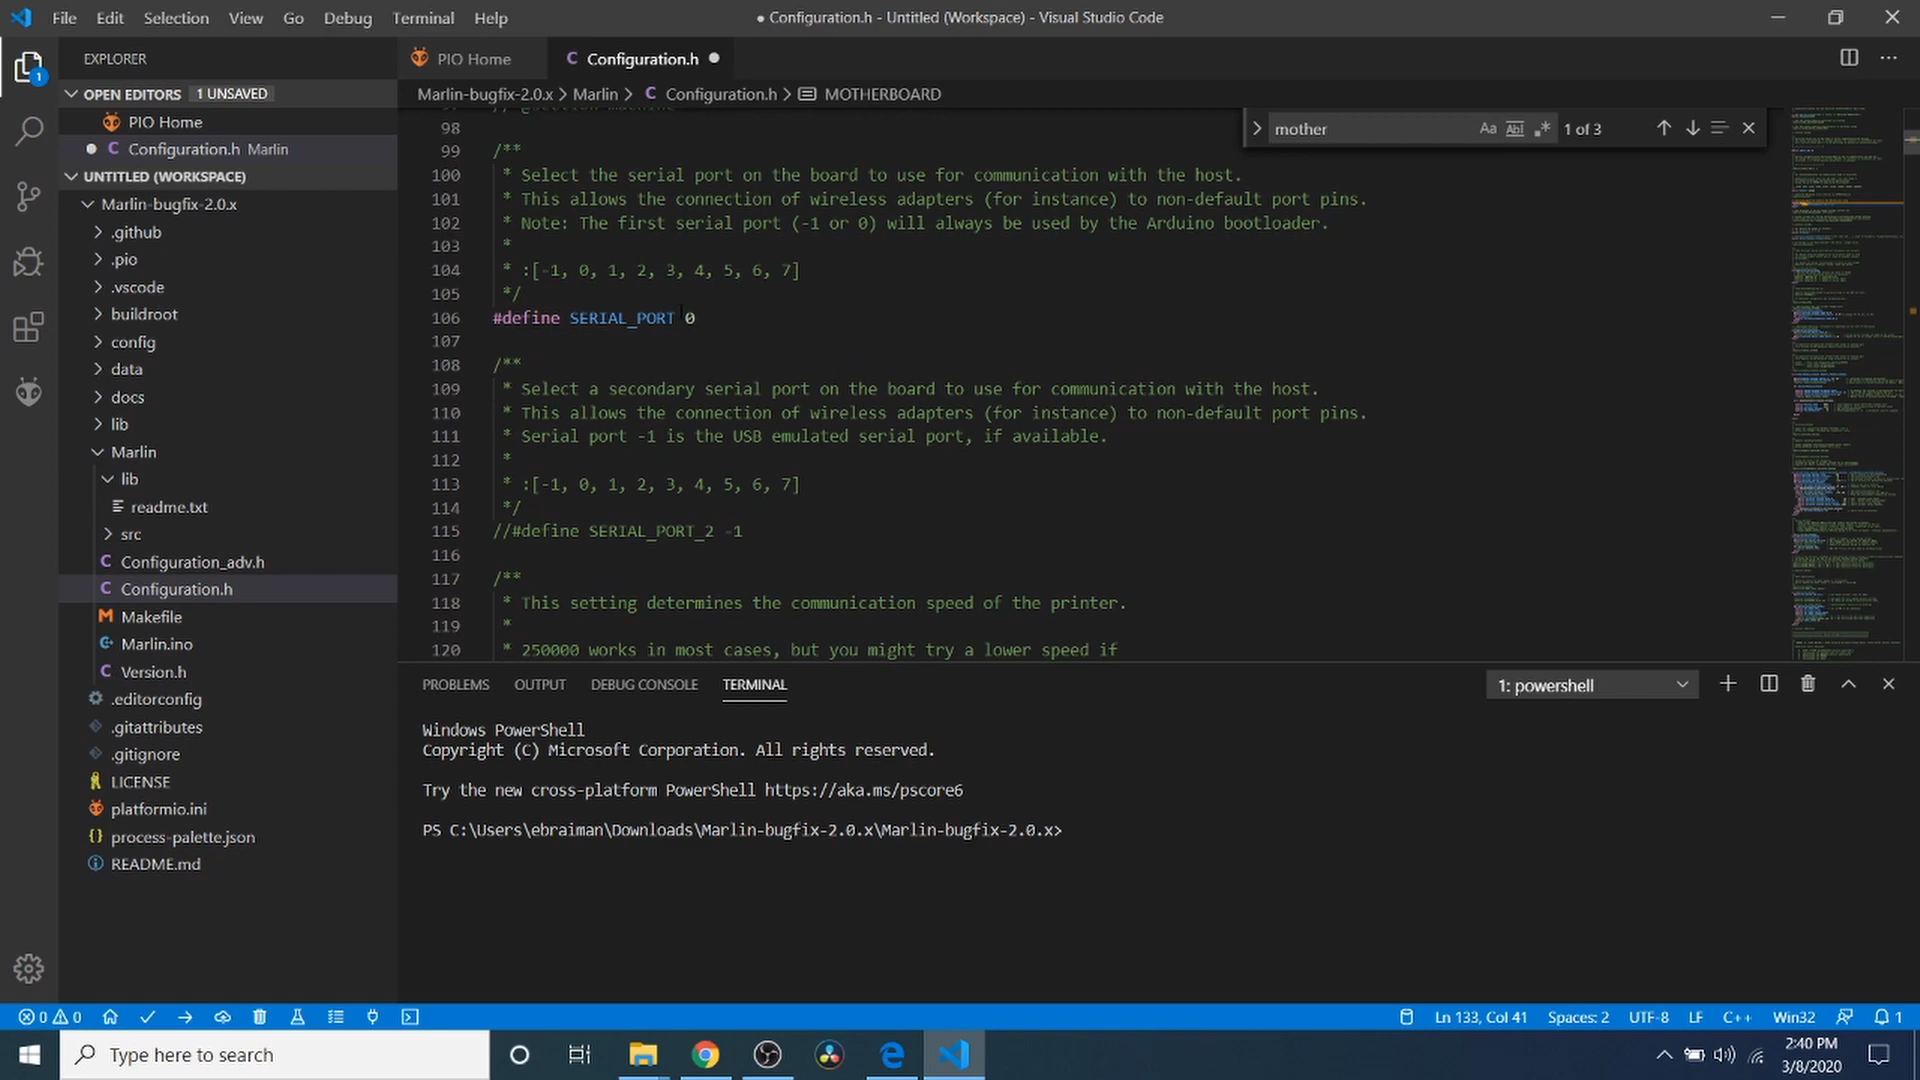 File Edit Selection View Go Debug Terminal Help
● Configuration.h - Untitled (Workspace) - Visual Studio Code
EXPLORER
OPEN EDITORS 1 UNSAVED
PIO Home
Configuration.h Marlin
UNTITLED (WORKSPACE)
Marlin-bugfix-2.0.x
.github
.pio
.vscode
buildroot
config
data
docs
lib
Marlin
lib
readme.txt
src
Configuration_adv.h
Configuration.h
Makefile
Marlin.ino
Version.h
.editorconfig
.gitattributes
.gitignore
LICENSE
platformio.ini
process-palette.json
README.md
PIO Home
Configuration.h
Marlin-bugfix-2.0.x > Marlin > Configuration.h > MOTHERBOARD
mother Aa Abl .* 1 of 3
98
99 /**
100 * Select the serial port on the board to use for communication with the host.
101 * This allows the connection of wireless adapters (for instance) to non-default port pins.
102 * Note: The first serial port (-1 or 0) will always be used by the Arduino bootloader.
103 *
104 * :[-1, 0, 1, 2, 3, 4, 5, 6, 7]
105 */
106 #define SERIAL_PORT 0
107
108 /**
109 * Select a secondary serial port on the board to use for communication with the host.
110 * This allows the connection of wireless adapters (for instance) to non-default port pins.
111 * Serial port -1 is the USB emulated serial port, if available.
112 *
113 * :[-1, 0, 1, 2, 3, 4, 5, 6, 7]
114 */
115 //#define SERIAL_PORT_2 -1
116
117 /**
118 * This setting determines the communication speed of the printer.
119 *
120 * 250000 works in most cases, but you might try a lower speed if
PROBLEMS OUTPUT DEBUG CONSOLE TERMINAL
1: powershell
Windows PowerShell
Copyright (C) Microsoft Corporation. All rights reserved.
Try the new cross-platform PowerShell https://aka.ms/pscore6
PS C:\Users\ebraiman\Downloads\Marlin-bugfix-2.0.x\Marlin-bugfix-2.0.x>
1
0 0
Ln 133, Col 41 Spaces: 2 UTF-8 LF C++ Win32 1
Type here to search
2:40 PM
3/8/2020